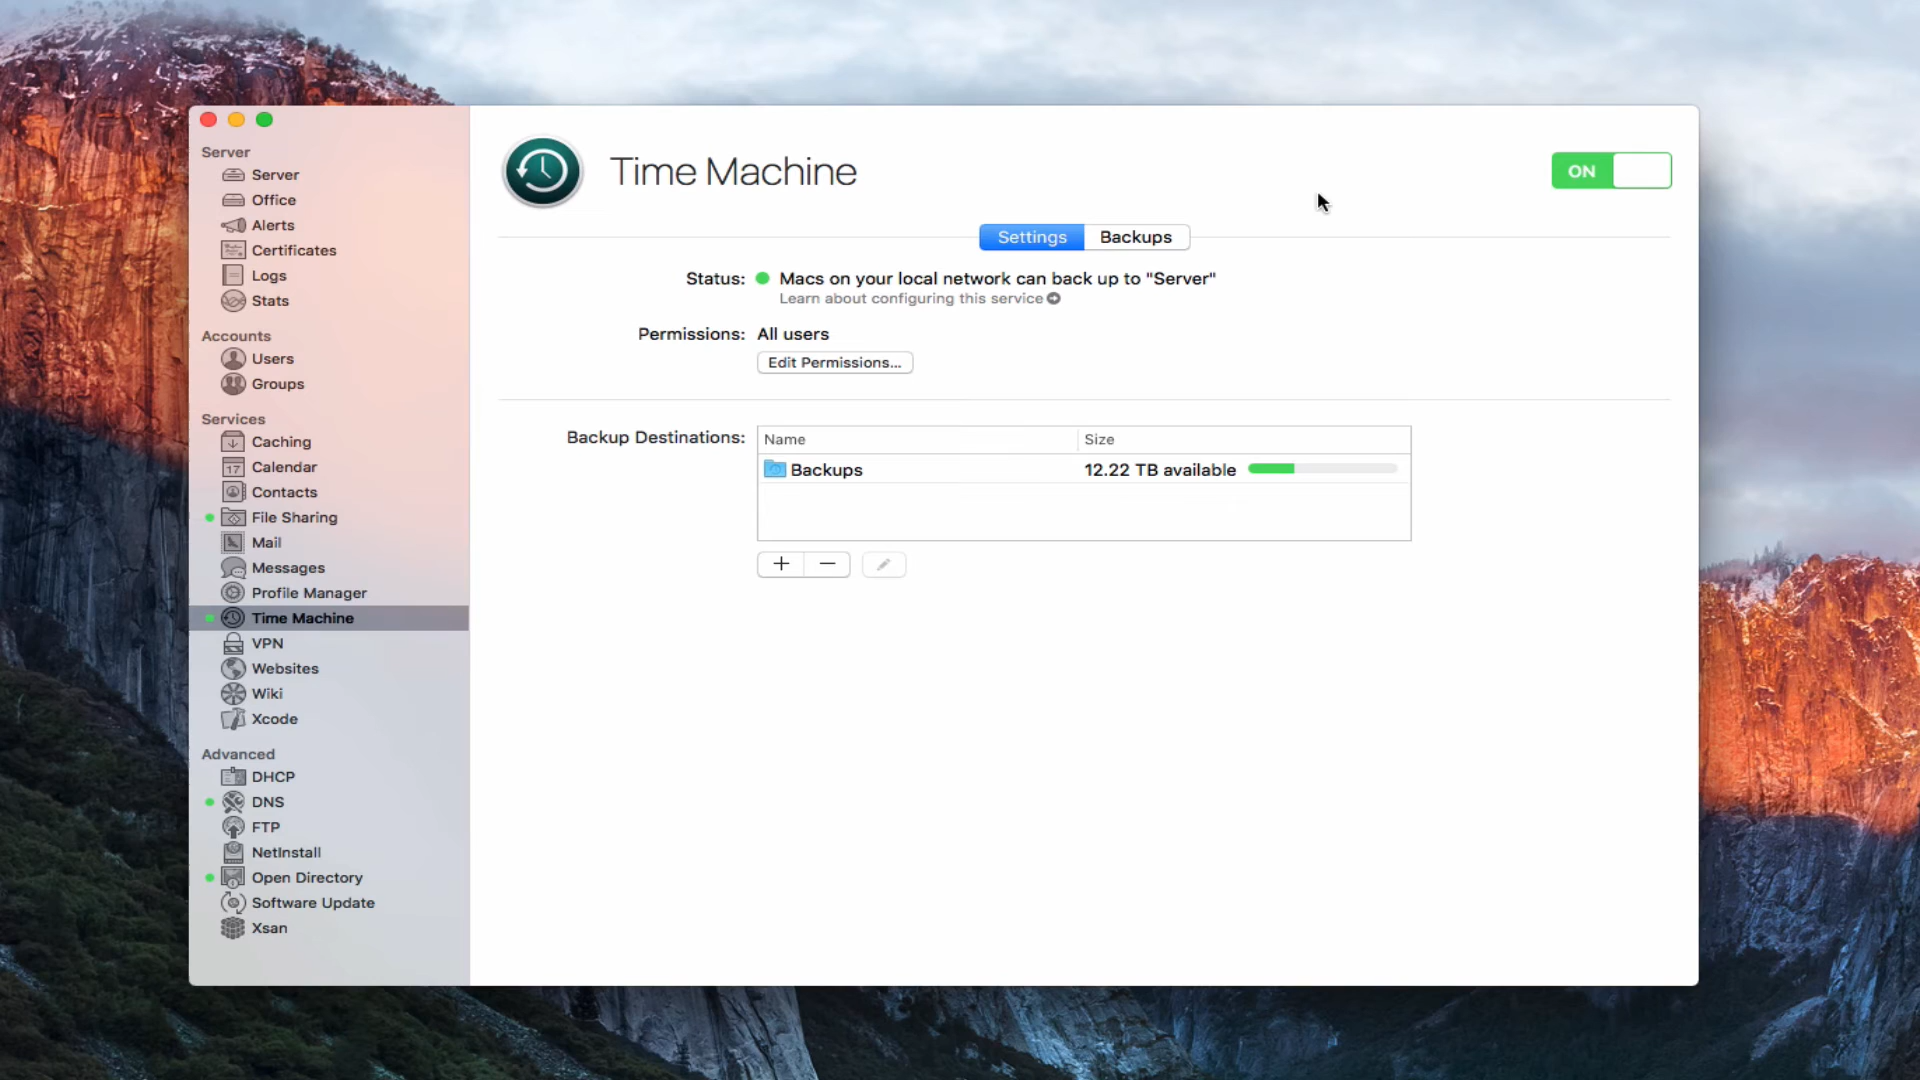 Server
Server
Office
Alerts
Certificates
Logs
Stats
Accounts
Users
Groups
Services
Caching
17
Calendar
Contacts
File Sharing
Mail
Messages
Profile Manager
Time Machine
VPN
Websites
Wiki
Xcode
Advanced
DHCP
DNS
FTP
NetInstall
Open Directory
Software Update
Xsan
Time Machine
ON
Settings
Backups
Status: Macs on your local network can back up to "Server"
Learn about configuring this service
Permissions: All users
Edit Permissions...
Backup Destinations:
Name Size
Backups 12.22 TB available